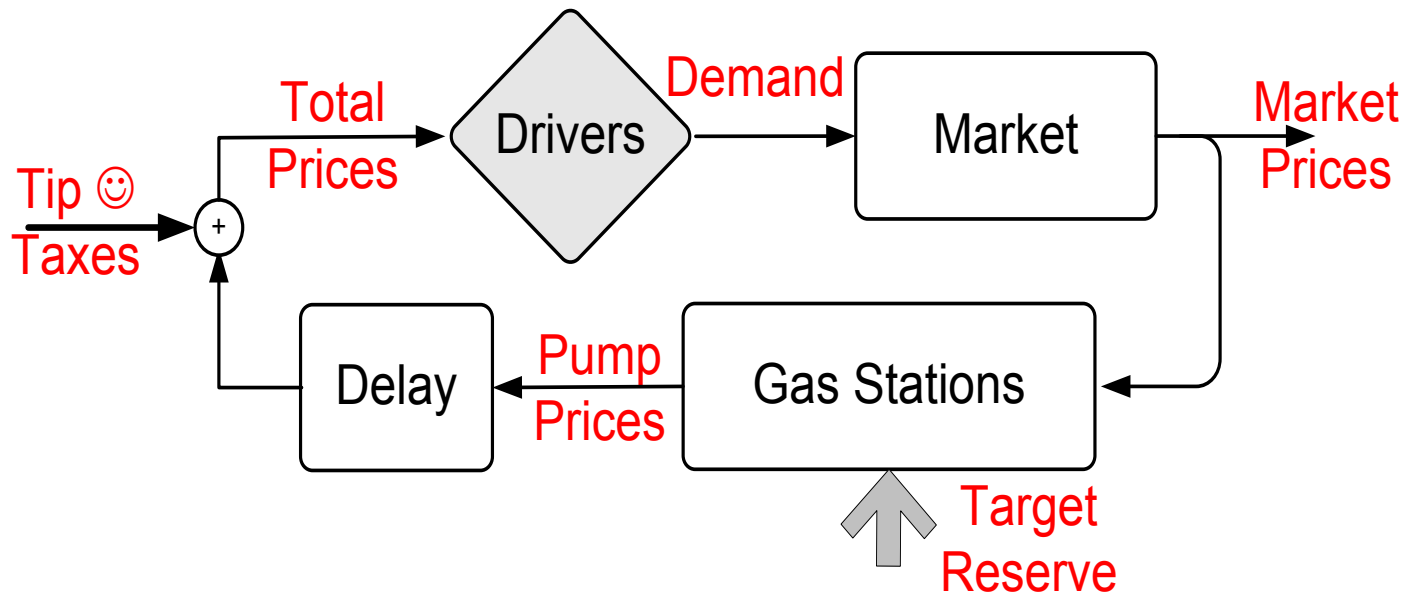 Total
Prices
Drivers
Demand
Market
Market
Prices
Tip ☺
Taxes
+
Delay
Pump
Prices
Gas Stations
Target
Reserve